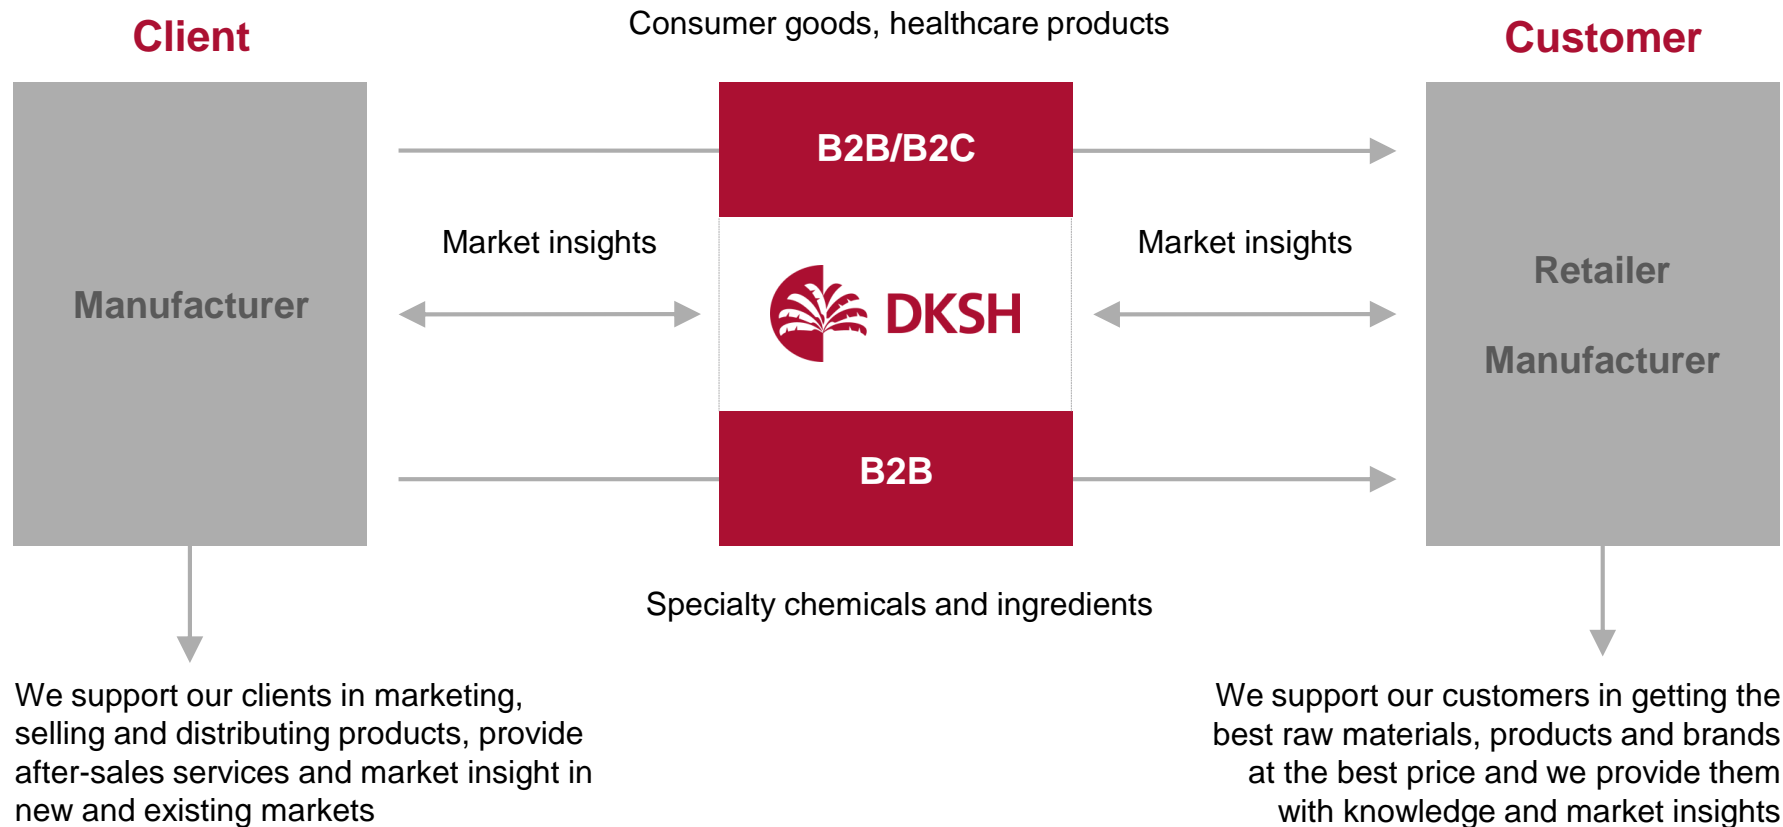 Client
Consumer goods, healthcare products
Customer
B2B/B2C
Market insights
Market insights
Manufacturer
DKSH
Retailer
Manufacturer
B2B
Specialty chemicals and ingredients
We support our clients in marketing,
selling and distributing products, provide
after-sales services and market insight in
new and existing markets
We support our customers in getting the
best raw materials, products and brands
at the best price and we provide them
with knowledge and market insights